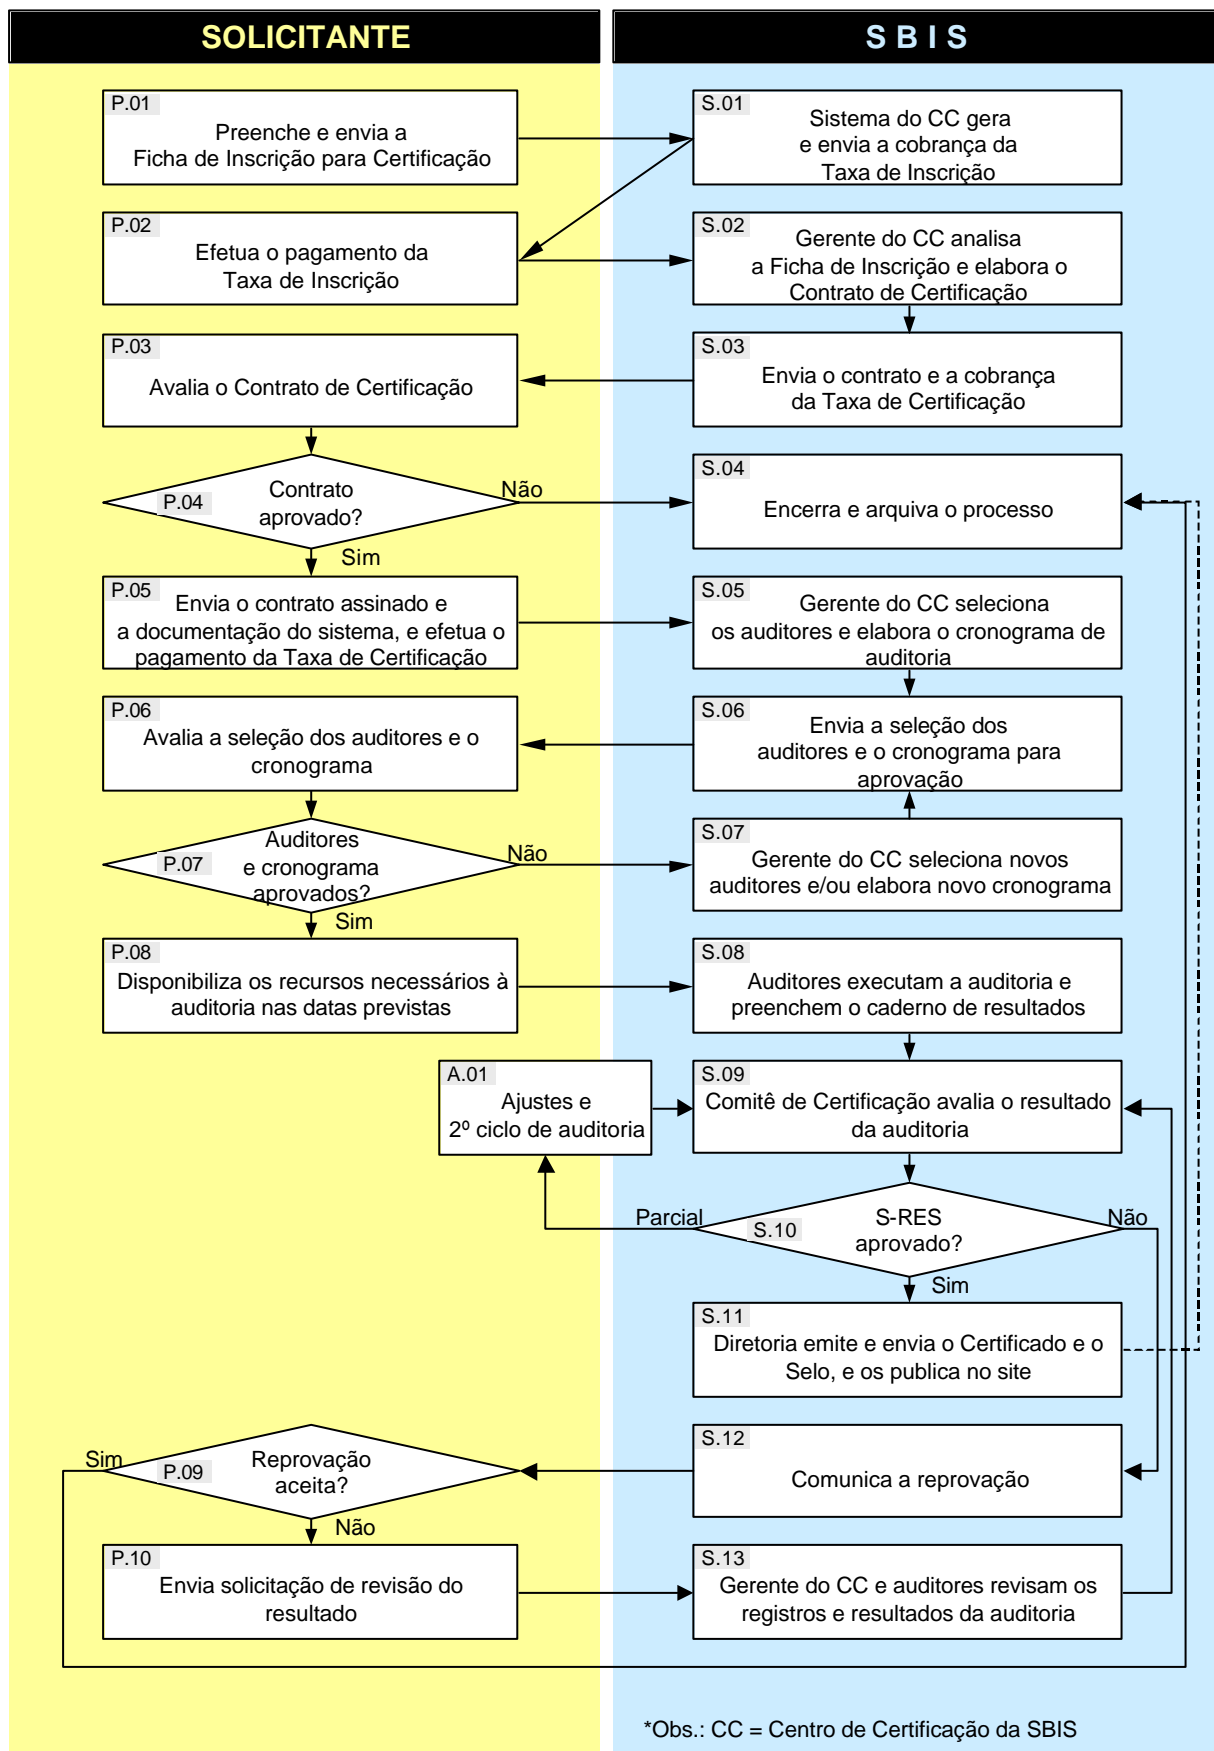 SOLICITANTE
S B I S
P.01
Preenche e envia a
Ficha de Inscrição para Certificação
S.01
Sistema do CC gera
e envia a cobrança da
Taxa de Inscrição
P.02
Efetua o pagamento da
Taxa de Inscrição
S.02
Gerente do CC analisa
a Ficha de Inscrição e elabora o
Contrato de Certificação
P.03
Avalia o Contrato de Certificação
S.03
Envia o contrato e a cobrança
da Taxa de Certificação
P.04
Contrato
aprovado?
Não
Sim
S.04
Encerra e arquiva o processo
P.05
Envia o contrato assinado e
a documentação do sistema, e efetua o
pagamento da Taxa de Certificação
S.05
Gerente do CC seleciona
os auditores e elabora o cronograma de
auditoria
P.06
Avalia a seleção dos auditores e o
cronograma
S.06
Envia a seleção dos
auditores e o cronograma para
aprovação
P.07
Auditores
e cronograma
aprovados?
Não
Sim
S.07
Gerente do CC seleciona novos
auditores e/ou elabora novo cronograma
P.08
Disponibiliza os recursos necessários à
auditoria nas datas previstas
S.08
Auditores executam a auditoria e
preenchem o caderno de resultados
A.01
Ajustes e
2º ciclo de auditoria
S.09
Comitê de Certificação avalia o resultado
da auditoria
Parcial
S.10
S-RES
aprovado?
Não
Sim
S.11
Diretoria emite e envia o Certificado e o
Selo, e os publica no site
Sim
P.09
Reprovação
aceita?
Não
S.12
Comunica a reprovação
P.10
Envia solicitação de revisão do
resultado
S.13
Gerente do CC e auditores revisam os
registros e resultados da auditoria
*Obs.: CC = Centro de Certificação da SBIS